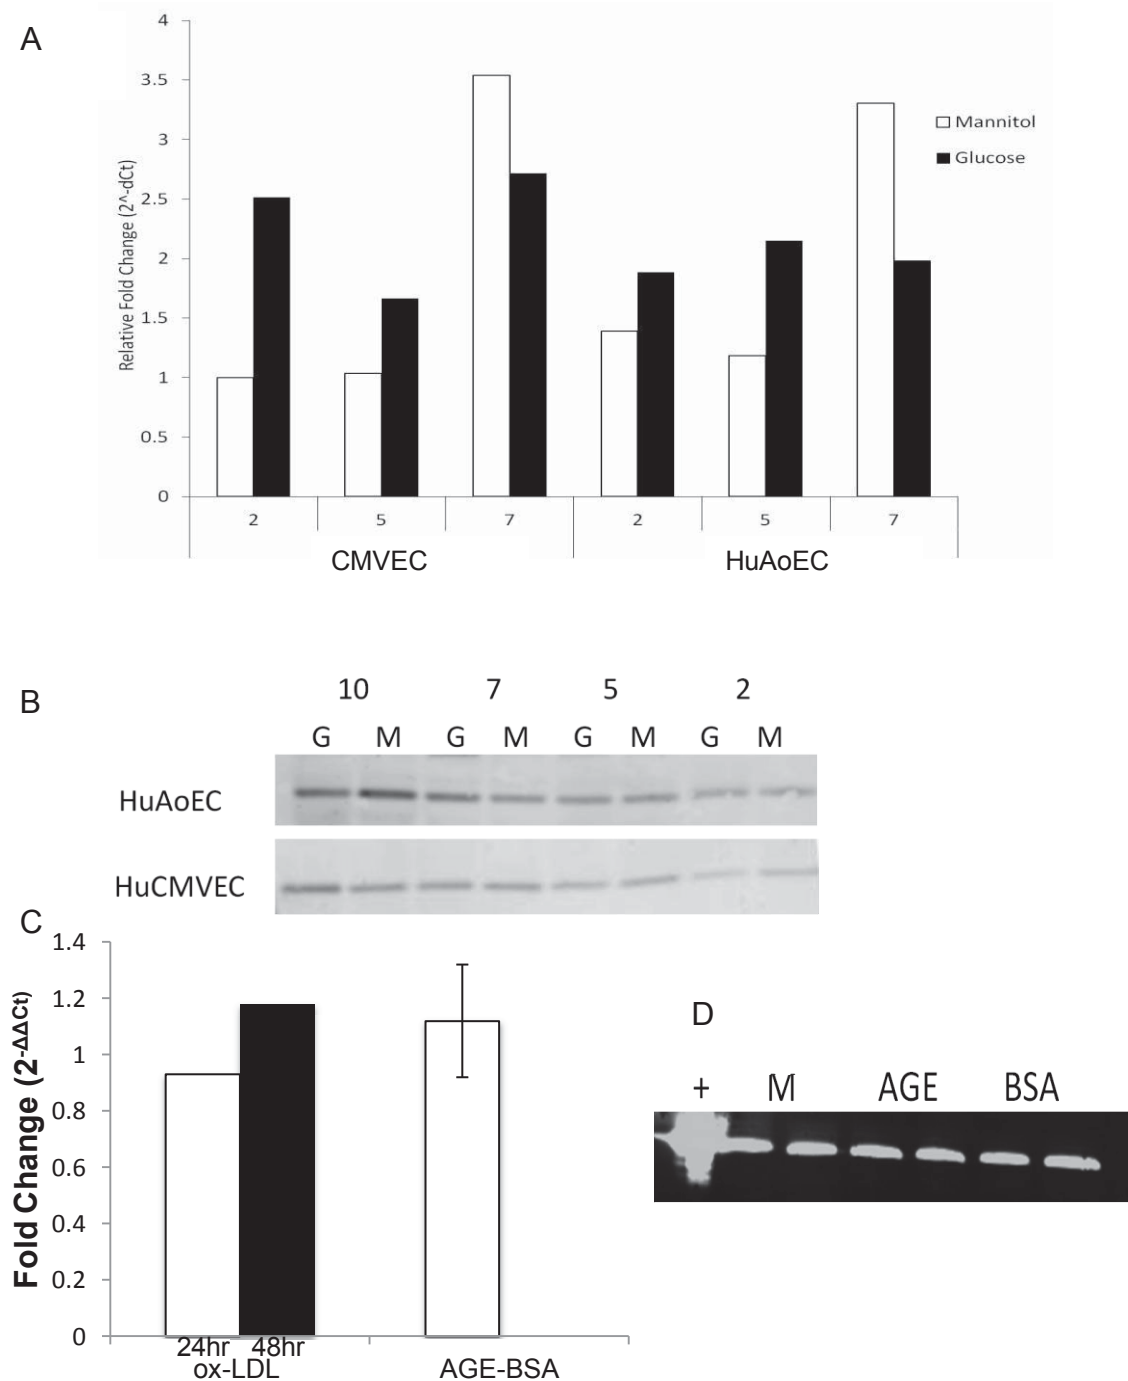 A
4
3.5
3
2.5
2
1.5
1
0.5
0
Relative Fold Change (2^-dCt)
Mannitol
Glucose
2 5 7 2 5 7
CMVEC HuAoEC
B
10 7 5 2
G M G M G M G M
HuAoEC
HuCMVEC
C
1.4
1.2
1
0.8
0.6
0.4
0.2
0
Fold Change (2-ΔΔCt)
24hr 48hr
ox-LDL AGE-BSA
D
+ M AGE BSA